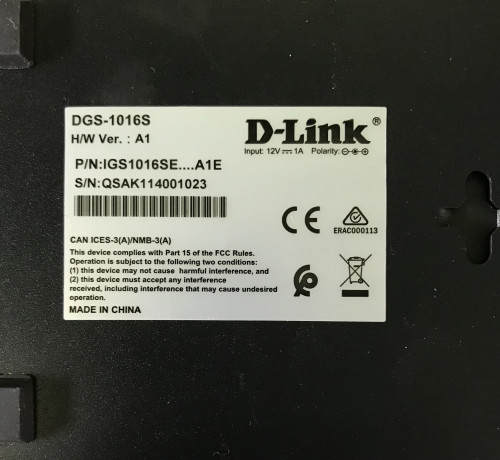 DGS-1016S
H/W Ver. : A1
D-Link®
Input: 12V⎓1A Polarity:
P/N:IGS1016SE....A1E
S/N:QSAK114001023
CE
ERAC000113
CAN ICES-3(A)/NMB-3(A)
This device complies with Part 15 of the FCC Rules.
Operation is subject to the following two conditions:
(1) this device may not cause harmful interference, and
(2) this device must accept any interference
received, including interference that may cause undesired
operation.
MADE IN CHINA